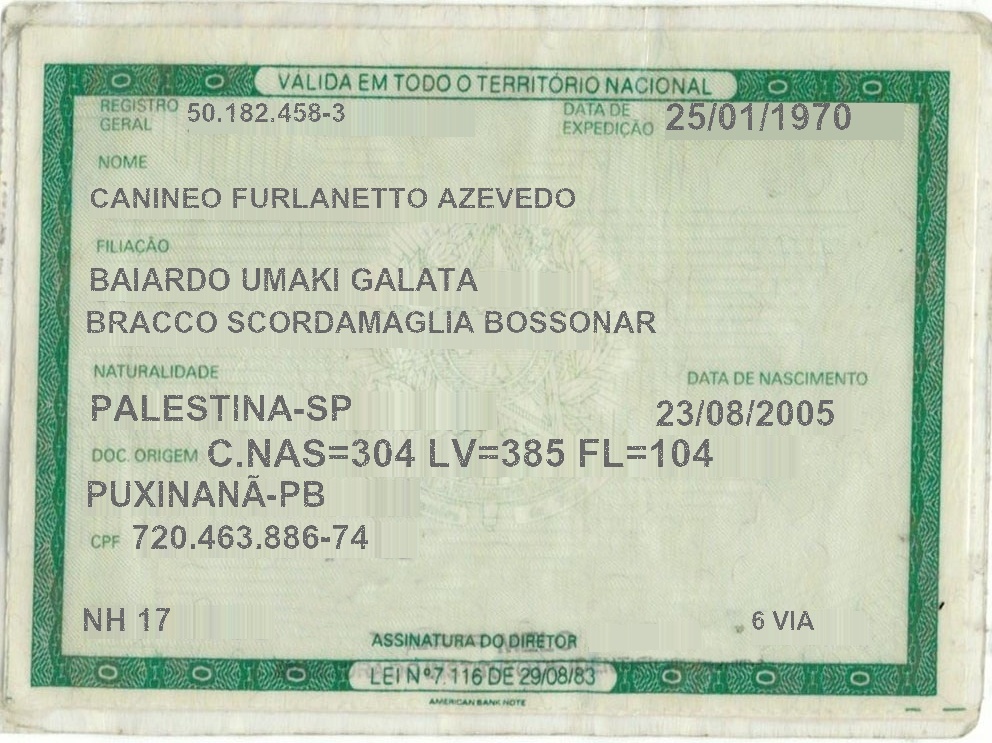 VÁLIDA EM TODO O TERRITÓRIO NACIONAL
REGISTRO GERAL 50.182.458-3 DATA DE EXPEDIÇÃO 25/01/1970
NOME
CANINEO FURLANETTO AZEVEDO
FILIAÇÃO
BAIARDO UMAKI GALATA
BRACCO SCORDAMAGLIA BOSSONAR
NATURALIDADE DATA DE NASCIMENTO
PALESTINA-SP 23/08/2005
DOC. ORIGEM C.NAS=304 LV=385 FL=104
PUXINANÃ-PB
CPF 720.463.886-74
NH 17 6 VIA
ASSINATURA DO DIRETOR
LEI Nº 7.116 DE 29/08/83
AMERICAN BANK NOTE